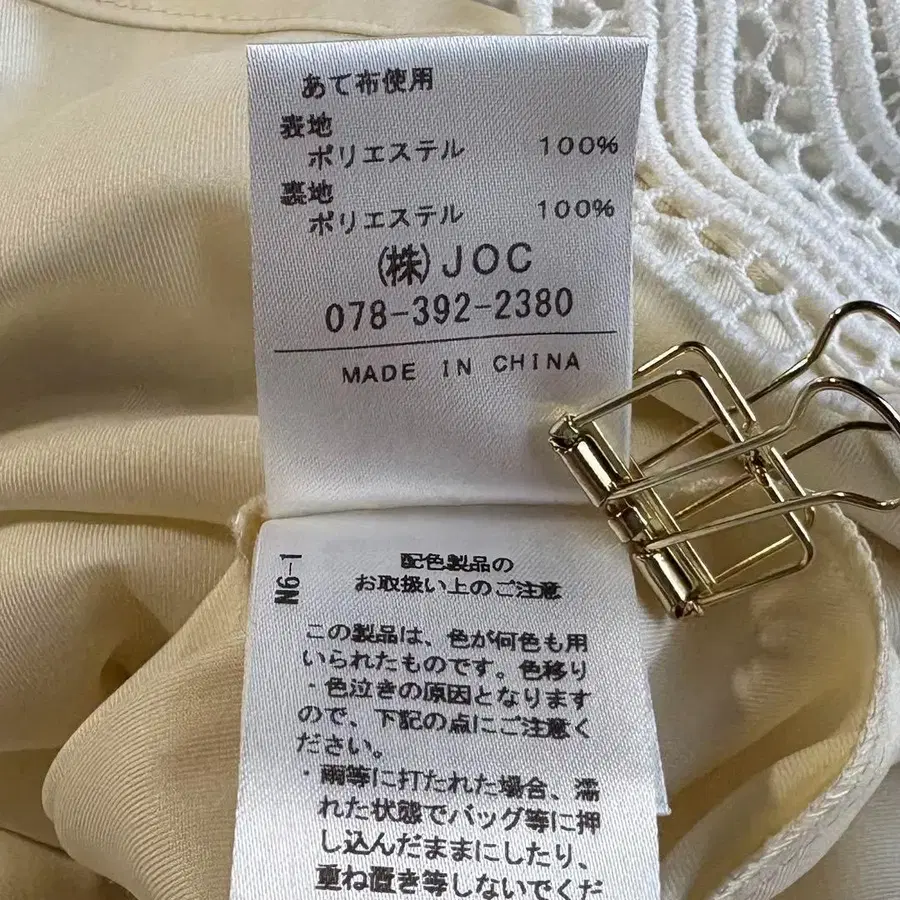 あて布使用
表地
ポリエステル 100%
裏地
ポリエステル 100%
(株)JOC
078-392-2380
MADE IN CHINA
N6-1
配色製品の
お取扱い上のご注意
この製品は、色が何色も用
いられたものです。色移り
・色泣きの原因となります
ので、下記の点にご注意く
ださい。
・雨等に打たれた場合、濡
れた状態でバッグ等に押
し込んだままにしたり、
重ね置き等しないでくだ